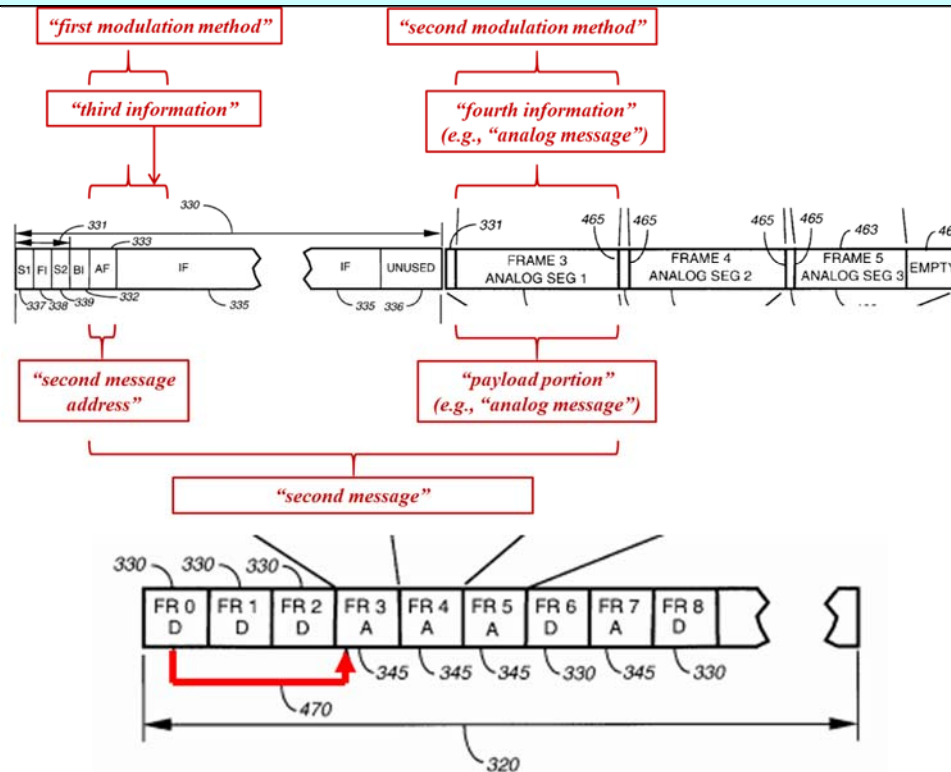 “first modulation method” “second modulation method”
“third information” “fourth information”
(e.g., “analog message”)
330
331 333 331 465 465 465 465 463
S1 FI S2 BI AF IF IF UNUSED FRAME 3 FRAME 4 FRAME 5 EMPTY
ANALOG SEG 1 ANALOG SEG 2 ANALOG SEG 3
337 338 339 332 335 335 336
“second message “payload portion”
address” (e.g., “analog message”)
“second message”
330 330 330
FR 0 FR 1 FR 2 FR 3 FR 4 FR 5 FR 6 FR 7 FR 8
D D D A A A D A D
345 345 345 330 345 330
470
320